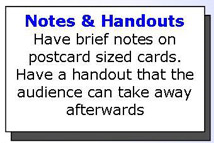 Notes & Handouts
Have brief notes on
postcard sized cards.
Have a handout that the
audience can take away
afterwards